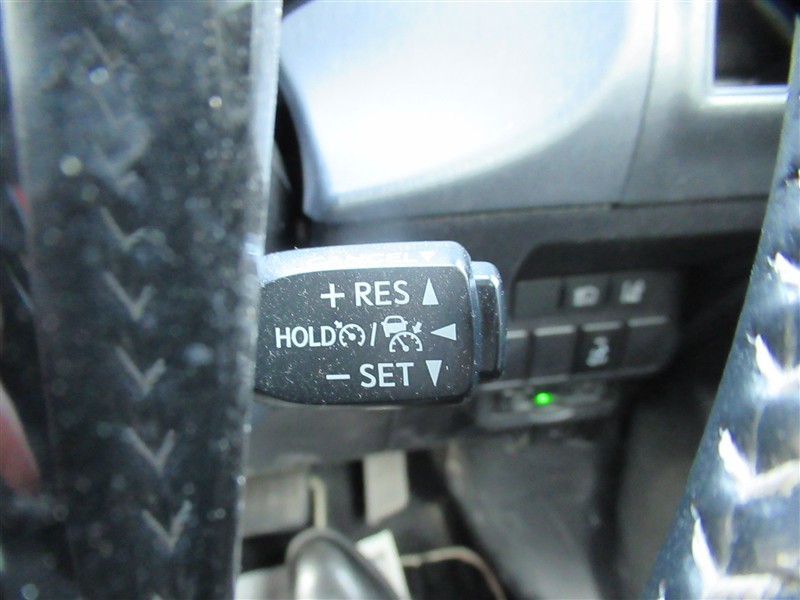 CANCEL
+ RES
HOLD /
− SET